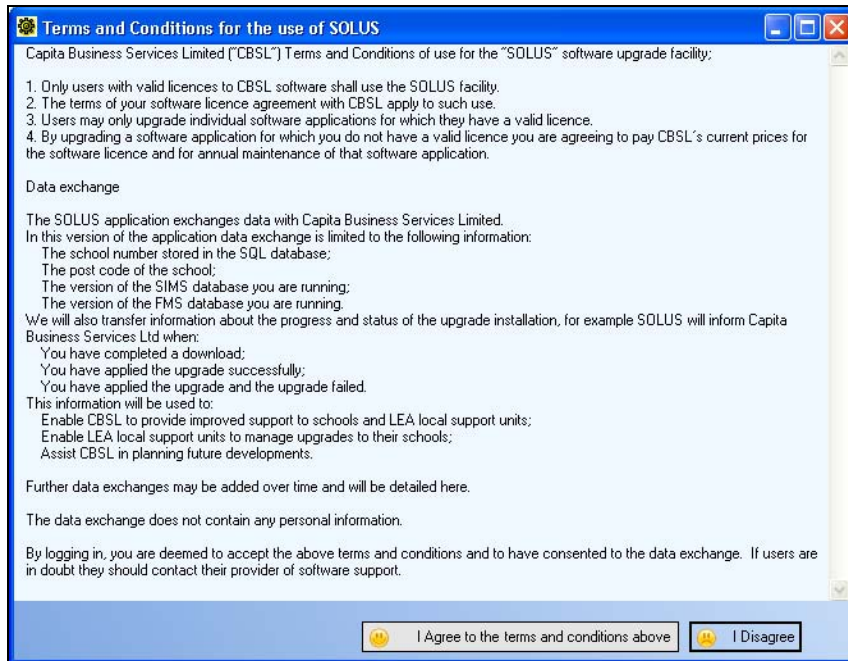 Terms and Conditions for the use of SOLUS
Capita Business Services Limited ("CBSL") Terms and Conditions of use for the "SOLUS" software upgrade facility;
1. Only users with valid licences to CBSL software shall use the SOLUS facility.
2. The terms of your software licence agreement with CBSL apply to such use.
3. Users may only upgrade individual software applications for which they have a valid licence.
4. By upgrading a software application for which you do not have a valid licence you are agreeing to pay CBSL´s current prices for
the software licence and for annual maintenance of that software application.
Data exchange
The SOLUS application exchanges data with Capita Business Services Limited.
In this version of the application data exchange is limited to the following information:
The school number stored in the SQL database;
The post code of the school;
The version of the SIMS database you are running;
The version of the FMS database you are running.
We will also transfer information about the progress and status of the upgrade installation, for example SOLUS will inform Capita
Business Services Ltd when:
You have completed a download;
You have applied the upgrade successfully;
You have applied the upgrade and the upgrade failed.
This information will be used to:
Enable CBSL to provide improved support to schools and LEA local support units;
Enable LEA local support units to manage upgrades to their schools;
Assist CBSL in planning future developments.
Further data exchanges may be added over time and will be detailed here.
The data exchange does not contain any personal information.
By logging in, you are deemed to accept the above terms and conditions and to have consented to the data exchange. If users are
in doubt they should contact their provider of software support.
I Agree to the terms and conditions above
I Disagree